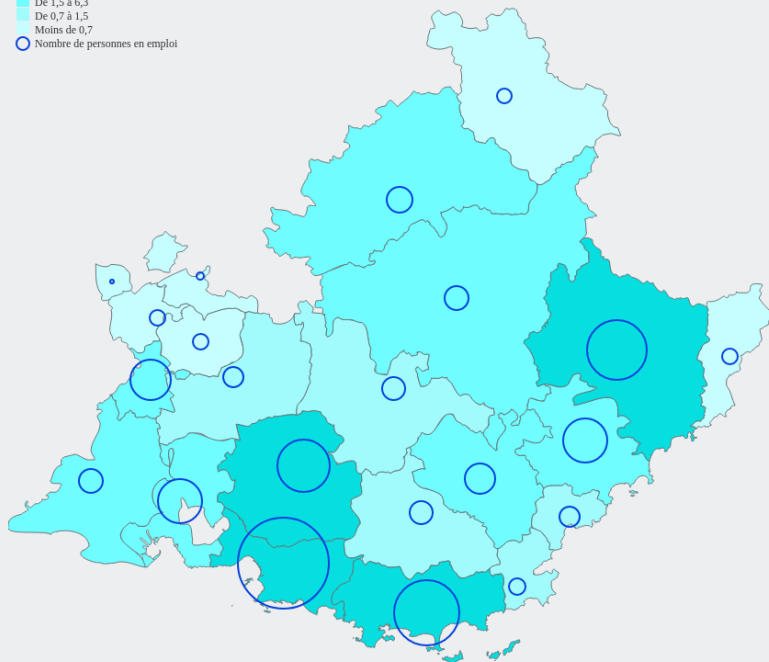 De 1,5 à 6,3
De 0,7 à 1,5
Moins de 0,7
Nombre de personnes en emploi